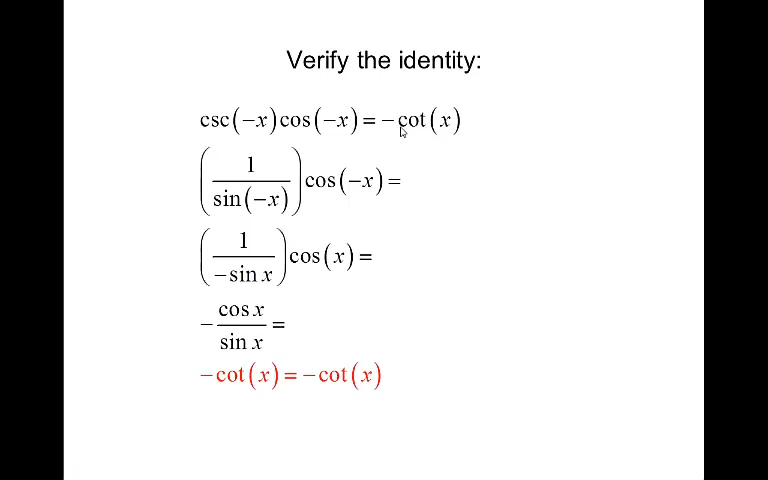 Verify the identity:
csc(−x)cos(−x) = −cot(x)
(1/sin(−x))cos(−x) =
(1/−sin x)cos(x) =
−cos x/sin x =
−cot(x) = −cot(x)